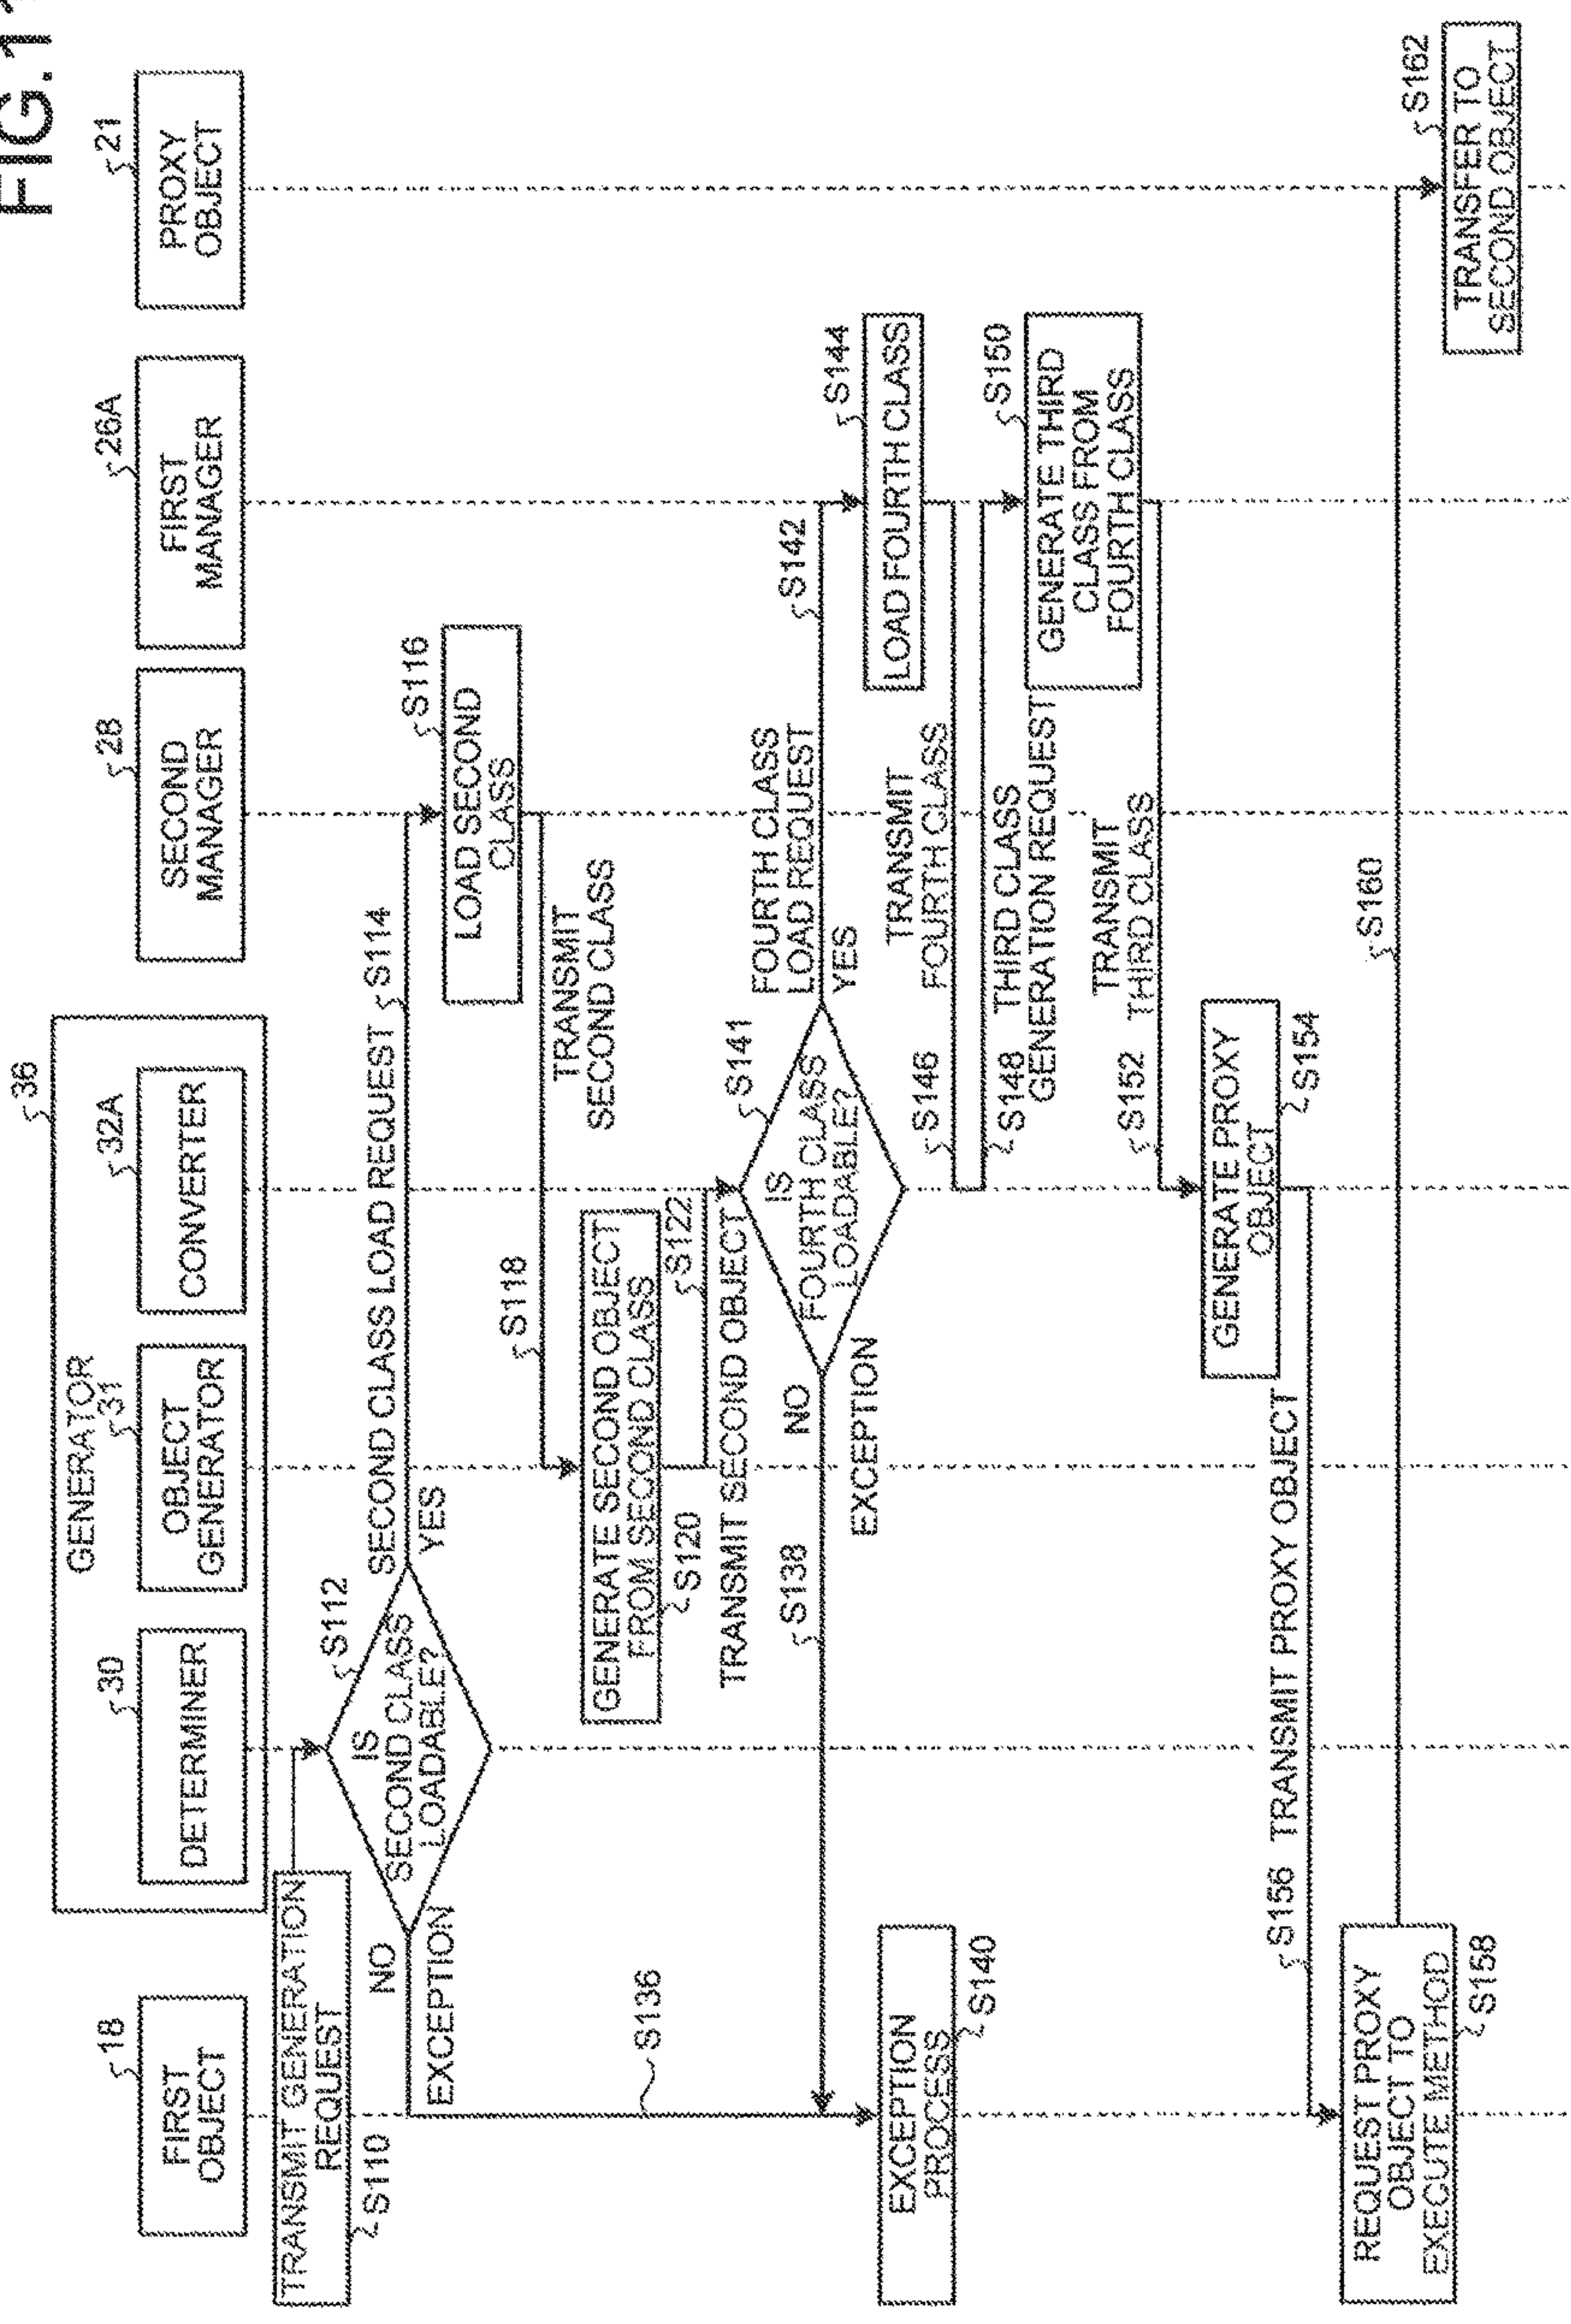 FIG.11
36
GENERATOR
18
FIRST
OBJECT
30
DETERMINER
31
OBJECT
GENERATOR
32A
CONVERTER
28
SECOND
MANAGER
26A
FIRST
MANAGER
21
PROXY
OBJECT
TRANSMIT GENERATION
REQUEST
S110
S112
IS
SECOND CLASS
LOADABLE?
NO
EXCEPTION
YES
SECOND CLASS LOAD REQUEST
S114
S116
LOAD SECOND
CLASS
S118
TRANSMIT
SECOND CLASS
GENERATE SECOND OBJECT
FROM SECOND CLASS
S120
S122
TRANSMIT SECOND OBJECT
S136
S141
IS
FOURTH CLASS
LOADABLE?
NO
EXCEPTION
S138
YES
FOURTH CLASS
LOAD REQUEST
S142
S144
LOAD FOURTH CLASS
EXCEPTION
PROCESS
S140
S146
TRANSMIT
FOURTH CLASS
S148
THIRD CLASS
GENERATION REQUEST
S150
GENERATE THIRD
CLASS FROM
FOURTH CLASS
S152
TRANSMIT
THIRD CLASS
GENERATE PROXY
OBJECT
S154
S156
TRANSMIT PROXY OBJECT
REQUEST PROXY
OBJECT TO
EXECUTE METHOD
S158
S160
S162
TRANSFER TO
SECOND OBJECT